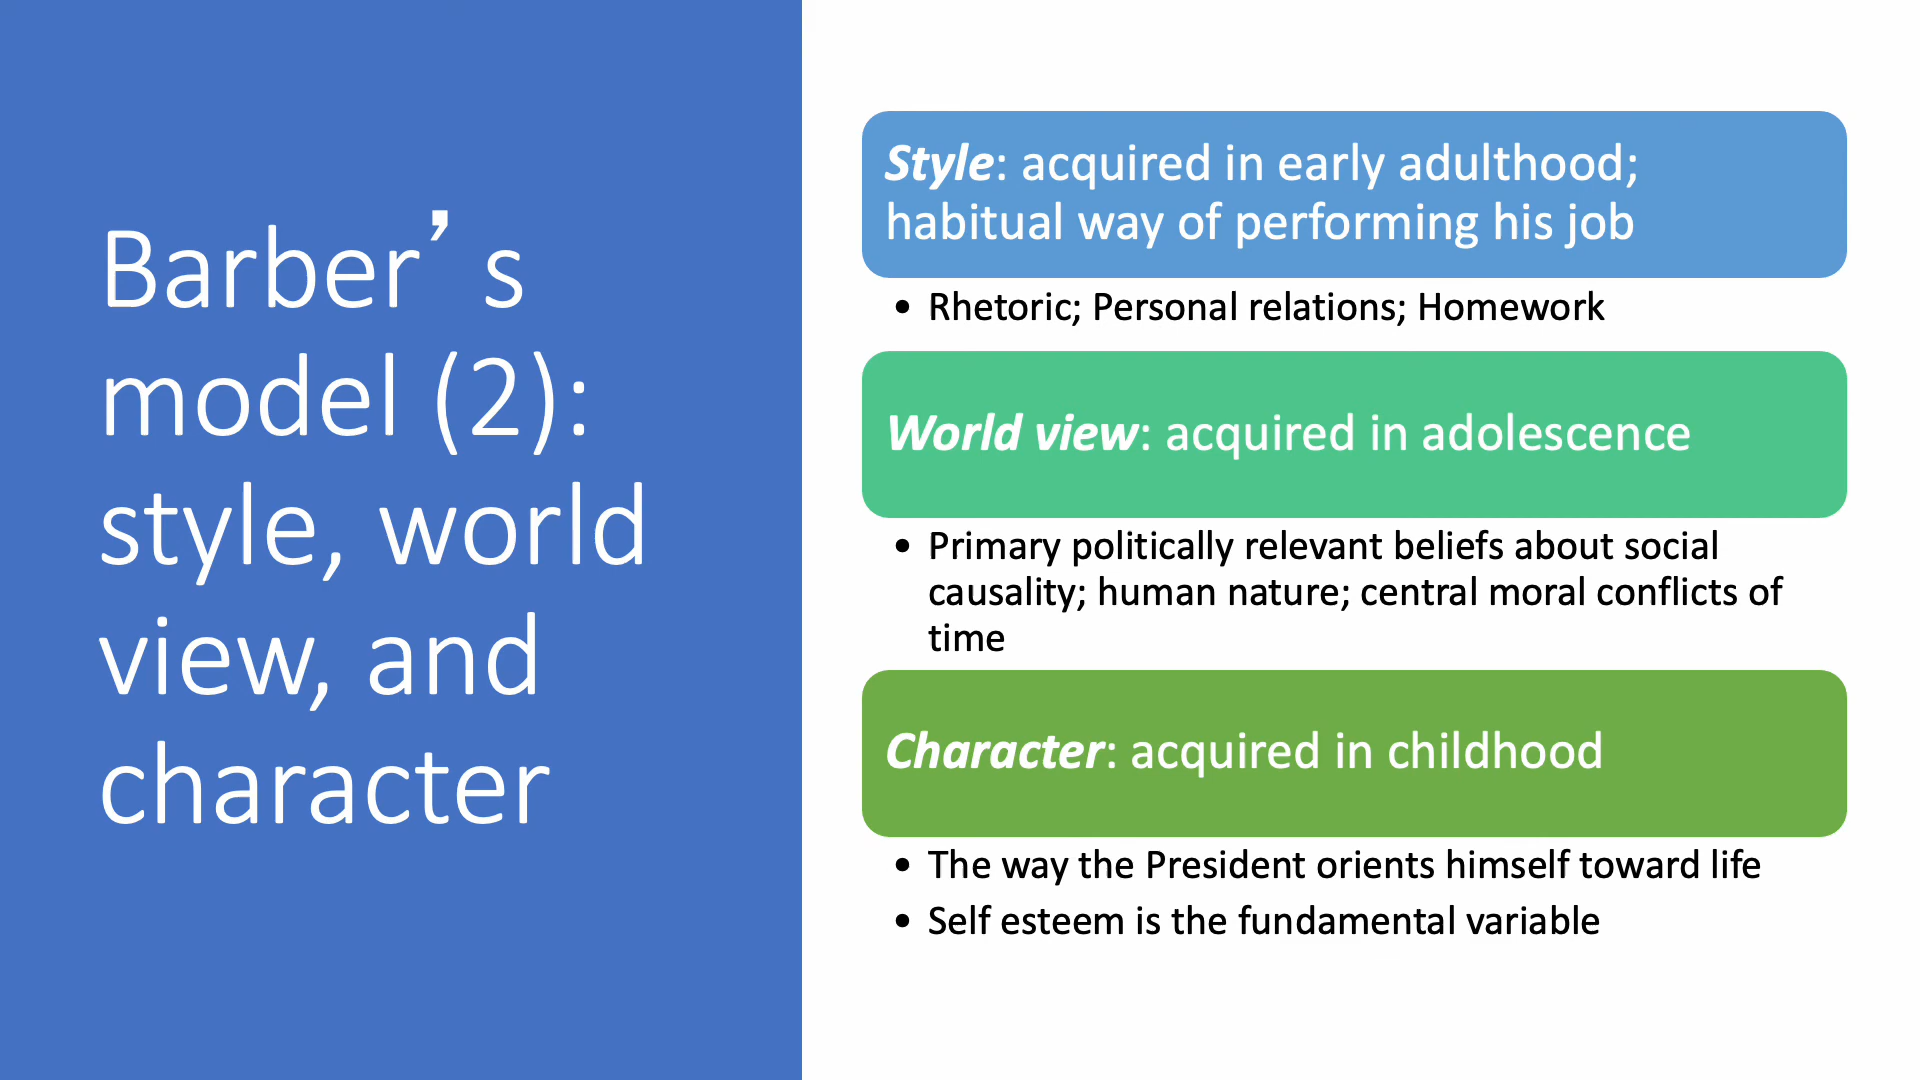 Barber’s
model (2):
style, world
view, and
character
Style: acquired in early adulthood;
habitual way of performing his job
• Rhetoric; Personal relations; Homework
World view: acquired in adolescence
• Primary politically relevant beliefs about social
causality; human nature; central moral conflicts of
time
Character: acquired in childhood
• The way the President orients himself toward life
• Self esteem is the fundamental variable